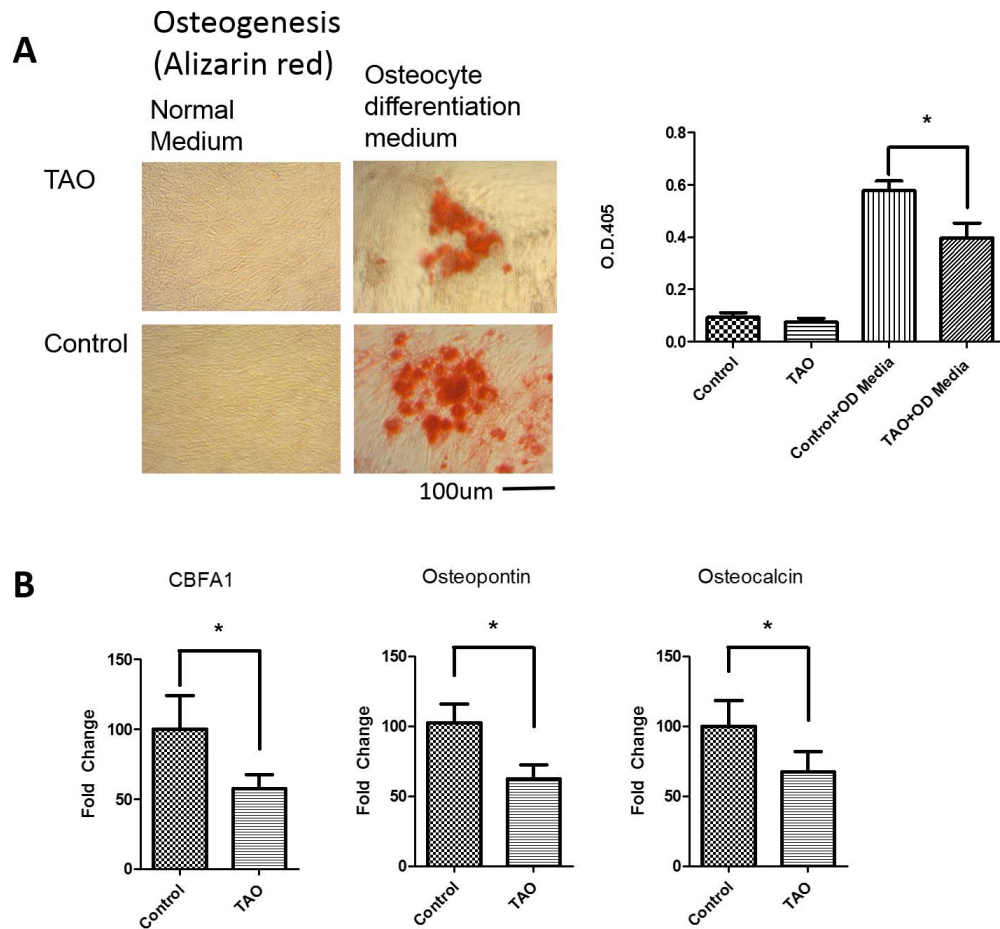 A
Osteogenesis
(Alizarin red)
Normal
Medium
Osteocyte
differentiation
medium
TAO
Control
100um
*
0.8
0.6
0.4
0.2
0.0
O.D.405
Control
TAO
Control+OD Media
TAO+OD Media
B
CBFA1
*
150
100
50
0
Fold Change
Control
TAO
Osteopontin
*
150
100
50
0
Fold Change
Control
TAO
Osteocalcin
*
150
100
50
0
Fold Change
Control
TAO